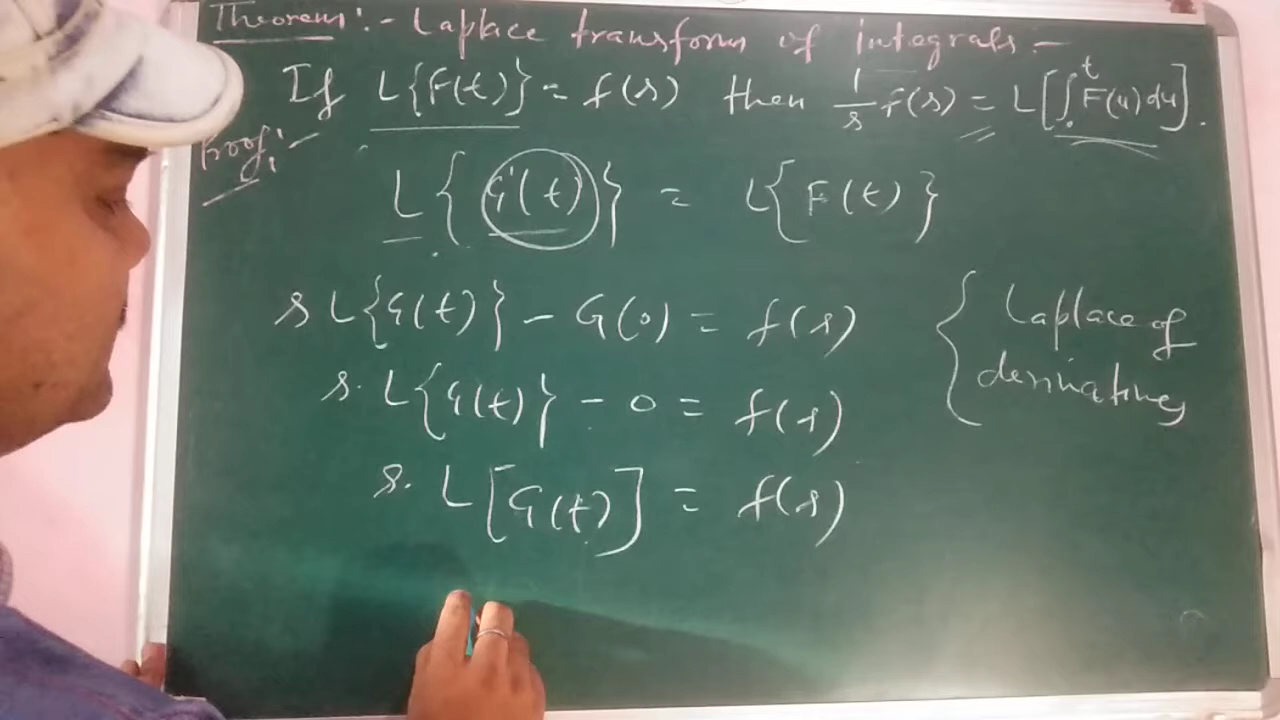 Theorem:- Laplace transform of integrals :-
If L{F(t)} = f(s) then 1/s f(s) = L[∫₀ᵗ F(u) du].
Proof:-
L{G'(t)} = L{F(t)}
s L{G(t)} - G(0) = f(s) { Laplace of derivatives
s. L{G(t)} - 0 = f(s)
s. L[G(t)] = f(s)